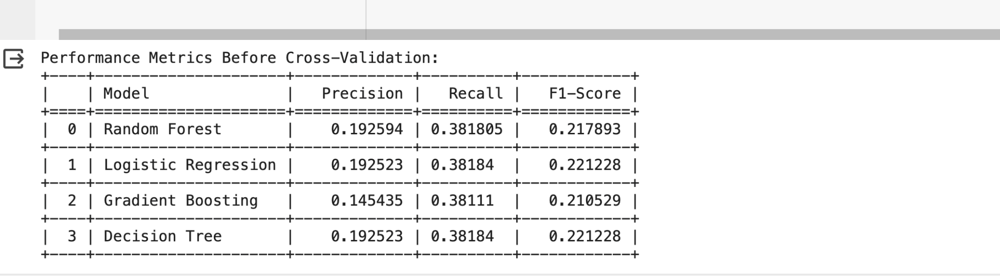 Performance Metrics Before Cross-Validation:
+----+---------------------+-------------+----------+------------+
|    | Model               |   Precision |   Recall |   F1-Score |
+====+=====================+=============+==========+============+
|  0 | Random Forest       |    0.192594 | 0.381805 |   0.217893 |
+----+---------------------+-------------+----------+------------+
|  1 | Logistic Regression |    0.192523 | 0.38184  |   0.221228 |
+----+---------------------+-------------+----------+------------+
|  2 | Gradient Boosting   |    0.145435 | 0.38111  |   0.210529 |
+----+---------------------+-------------+----------+------------+
|  3 | Decision Tree       |    0.192523 | 0.38184  |   0.221228 |
+----+---------------------+-------------+----------+------------+